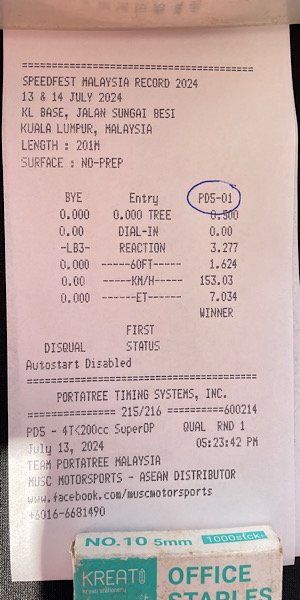 ========================================
SPEEDFEST MALAYSIA RECORD 2024
13 & 14 JULY 2024
KL BASE, JALAN SUNGAI BESI
KUALA LUMPUR, MALAYSIA
LENGTH : 201M
SURFACE : NO-PREP
BYE Entry PD5-01
0.000 0.000 TREE 0.500
0.00 DIAL-IN 0.00
-LB3- REACTION 3.277
0.000 ------60FT----- 1.624
0.00 ------KM/H----- 153.03
0.000 ------ET------- 7.034
WINNER
FIRST
DISQUAL STATUS
Autostart Disabled
========================================
PORTATREE TIMING SYSTEMS, INC.
=============== 215/216 ==========600214
PD5 - 4T<200cc SuperOP QUAL RND 1
July 13, 2024 05:23:42 PM
TEAM PORTATREE MALAYSIA
MUSC MOTORSPORTS - ASEAN DISTRIBUTOR
www.facebook.com/muscmotorsports
+6016-6681490
NO.10 5mm 1000s(ck)
KREATO
kreato stationery
OFFICE
STAPLES